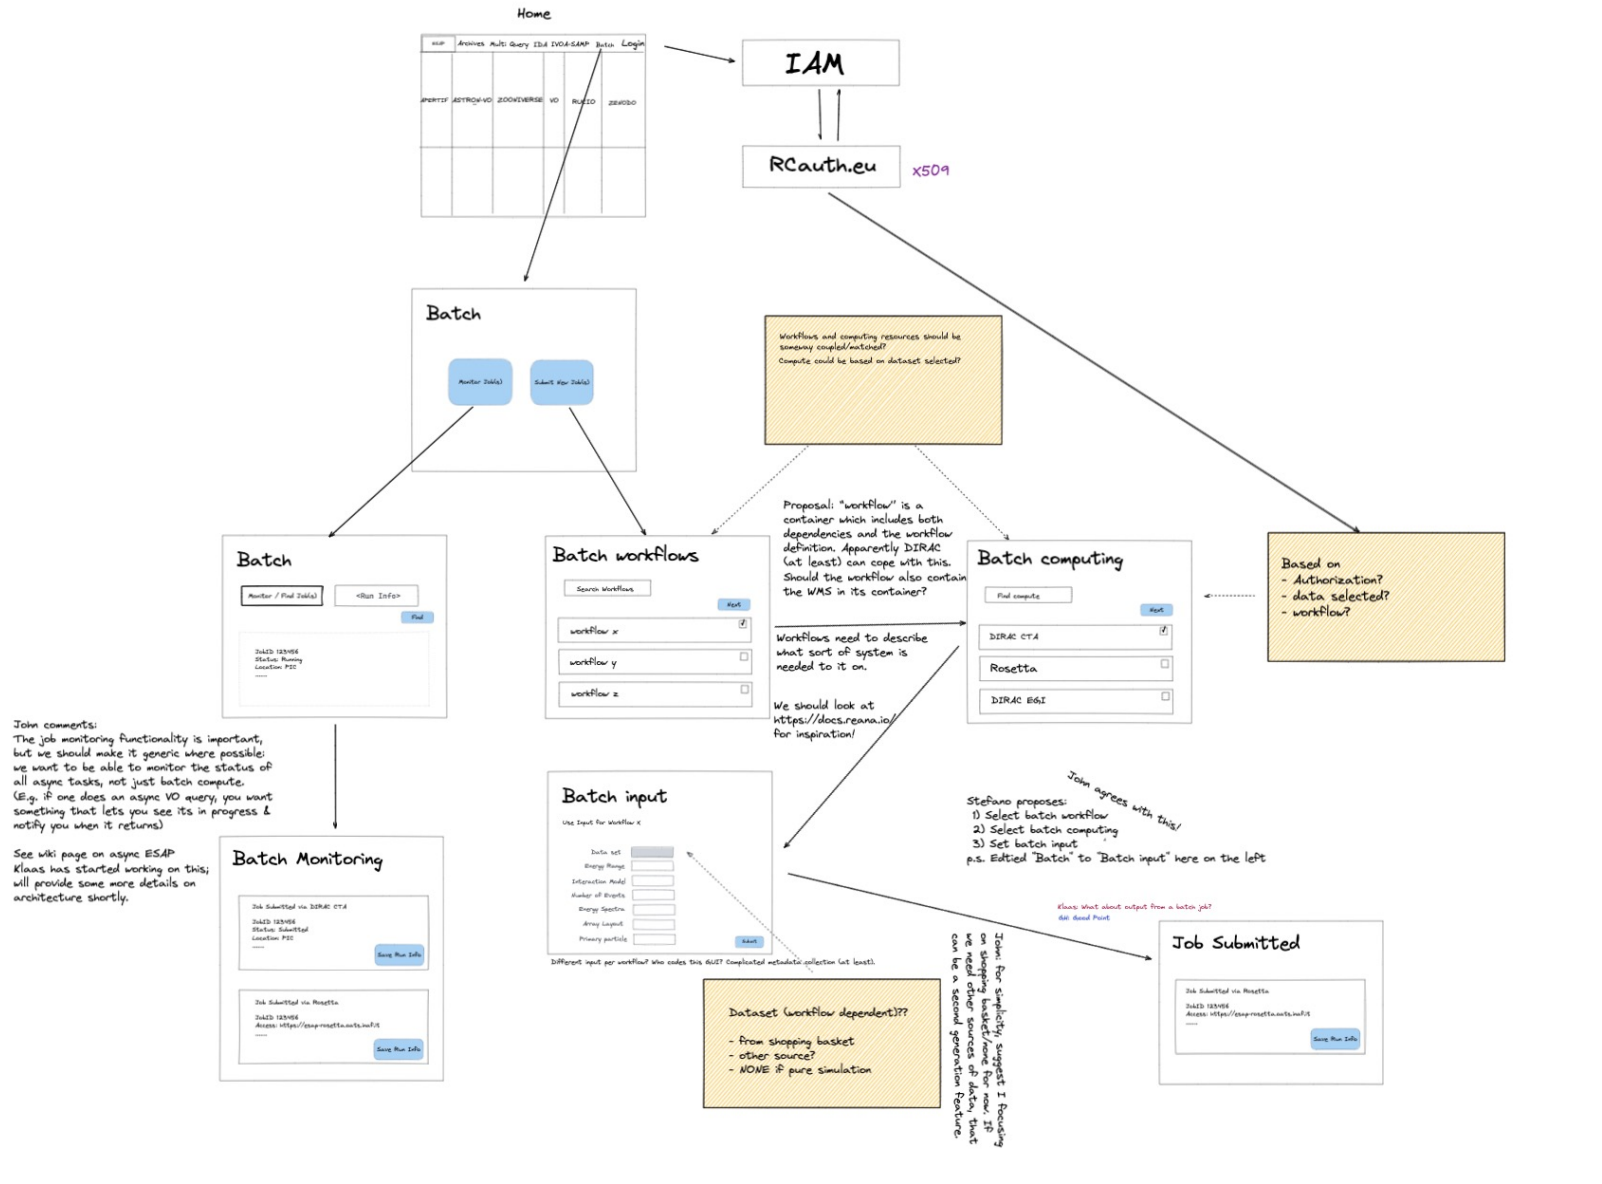 Home
ESAP Archives Multi Query IDA IVOA-SAMP Batch Login
APERTIF ASTRON-VO ZOONIVERSE VO RUCIO ZENODO
IAM
RCauth.eu
x509
Batch
Monitor Job(s)
Submit New Job(s)
Workflows and computing resources should be
someway coupled/matched?
Compute could be based on dataset selected?
Batch
Monitor / Find Job(s)
<Run Info>
Find
JobID 123456
Status: Running
Location: PIC
......
Batch workflows
Search Workflows
Next
workflow x
workflow y
workflow z
Proposal: "workflow" is a
container which includes both
dependencies and the workflow
definition. Apparently DIRAC
(at least) can cope with this.
Should the workflow also contain
the WMS in its container?
Workflows need to describe
what sort of system is
needed to it on.
We should look at
https://docs.reana.io/
for inspiration!
Batch computing
Find compute
Next
DIRAC CTA
Rosetta
DIRAC EGI
Based on
- Authorization?
- data selected?
- workflow?
John comments:
The job monitoring functionality is important,
but we should make it generic where possible;
we want to be able to monitor the status of
all async tasks, not just batch compute.
(E.g. if one does an async VO query, you want
something that lets you see its in progress &
notify you when it returns)
See wiki page on async ESAP
Klaas has started working on this;
will provide some more details on
architecture shortly.
Batch Monitoring
Job Submitted via DIRAC CTA
JobID 123456
Status: Submitted
Location: PIC
......
Save Run Info
Job Submitted via Rosetta
JobID 123456
Access: https://esap-rosetta.oats.inaf.it
......
Save Run Info
Batch input
Use Input for Workflow X
Data set
Energy Range
Interaction Model
Number of Events
Energy Spectra
Array Layout
Primary particle
Submit
Different input per workflow? Who codes this GUI? Complicated metadata collection (at least).
Dataset (workflow dependent)??
- from shopping basket
- other source?
- NONE if pure simulation
John agrees with this!
Stefano proposes:
1) Select batch workflow
2) Select batch computing
3) Set batch input
p.s. Edtied "Batch" to "Batch input" here on the left
John: for simplicity, suggest I focusing
on shopping basket/none for now. If
we need other sources of data, that
can be a second generation feature.
Klaas: What about output from a batch job?
Good Point
Job Submitted
Job Submitted via Rosetta
JobID 123456
Access: https://esap-rosetta.oats.inaf.it
......
Save Run Info